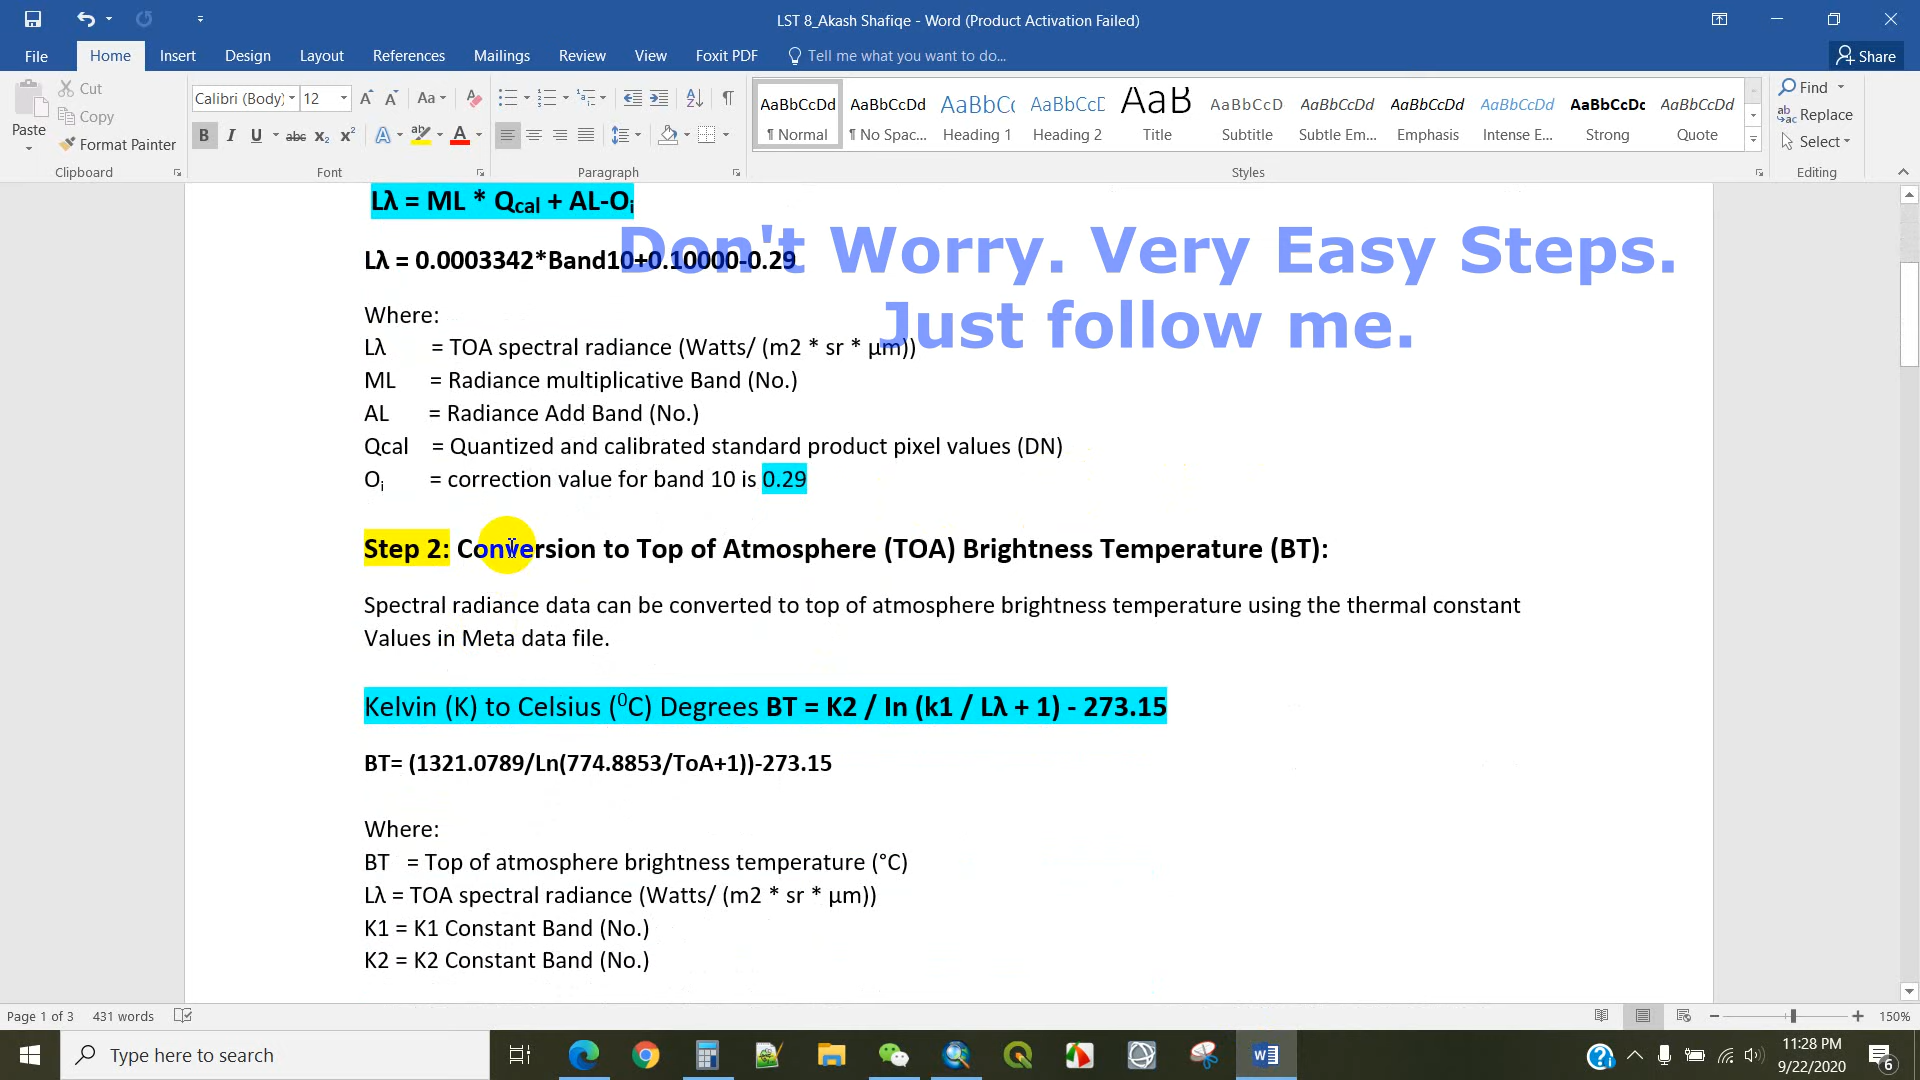 LST 8_Akash Shafiqe - Word (Product Activation Failed)
File Home Insert Design Layout References Mailings Review View Foxit PDF Tell me what you want to do... Share
Paste
Cut
Copy
Format Painter
Clipboard
Calibri (Body) 12
Aa
B I U abc x₂ x² A ab A
Font
Paragraph
AaBbCcDd AaBbCcDd AaBbCc AaBbCcD AaB AaBbCcD AaBbCcDd AaBbCcDd AaBbCcDd AaBbCcDc AaBbCcDd
¶ Normal ¶ No Spac... Heading 1 Heading 2 Title Subtitle Subtle Em... Emphasis Intense E... Strong Quote
Styles
Find
Replace
Select
Editing
Lλ = ML * Qcal + AL-Oi
Lλ = 0.0003342*Band10+0.10000-0.29
Don't Worry. Very Easy Steps.
Just follow me.
Where:
Lλ = TOA spectral radiance (Watts/ (m2 * sr * μm))
ML = Radiance multiplicative Band (No.)
AL = Radiance Add Band (No.)
Qcal = Quantized and calibrated standard product pixel values (DN)
Oi = correction value for band 10 is 0.29
Step 2: Conversion to Top of Atmosphere (TOA) Brightness Temperature (BT):
Spectral radiance data can be converted to top of atmosphere brightness temperature using the thermal constant
Values in Meta data file.
Kelvin (K) to Celsius (⁰C) Degrees BT = K2 / ln (k1 / Lλ + 1) - 273.15
BT= (1321.0789/Ln(774.8853/ToA+1))-273.15
Where:
BT = Top of atmosphere brightness temperature (°C)
Lλ = TOA spectral radiance (Watts/ (m2 * sr * μm))
K1 = K1 Constant Band (No.)
K2 = K2 Constant Band (No.)
Page 1 of 3 431 words 150%
Type here to search
11:28 PM
9/22/2020
6